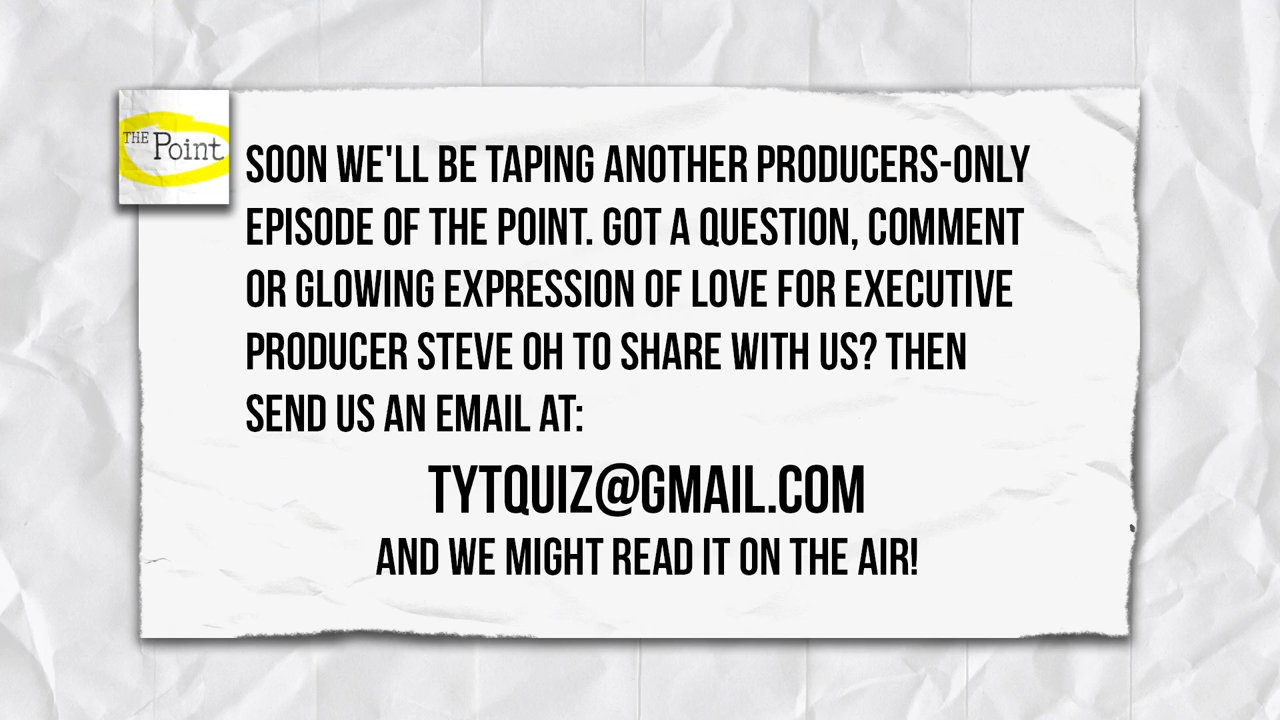 THE Point
SOON WE'LL BE TAPING ANOTHER PRODUCERS-ONLY
EPISODE OF THE POINT. GOT A QUESTION, COMMENT
OR GLOWING EXPRESSION OF LOVE FOR EXECUTIVE
PRODUCER STEVE OH TO SHARE WITH US? THEN
SEND US AN EMAIL AT:
TYTQUIZ@GMAIL.COM
AND WE MIGHT READ IT ON THE AIR!